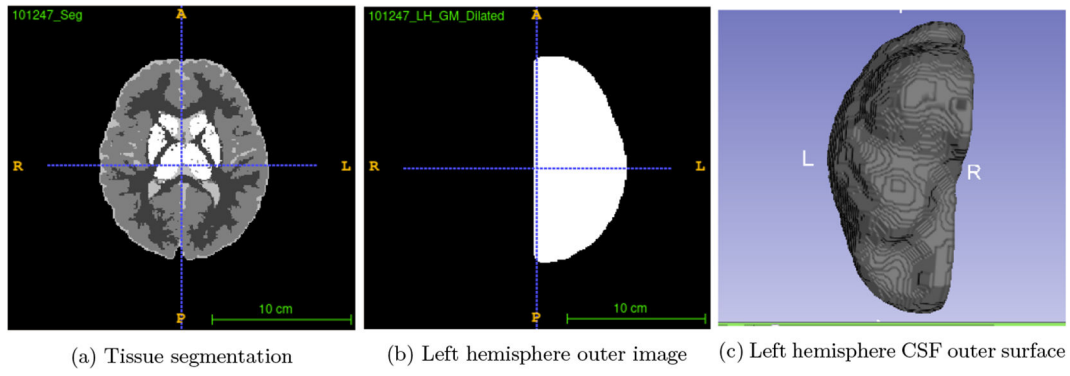 101247_Seg
A
R
L
10 cm
P
101247_LH_GM_Dilated
A
R
L
10 cm
P
L
R
(a) Tissue segmentation
(b) Left hemisphere outer image
(c) Left hemisphere CSF outer surface